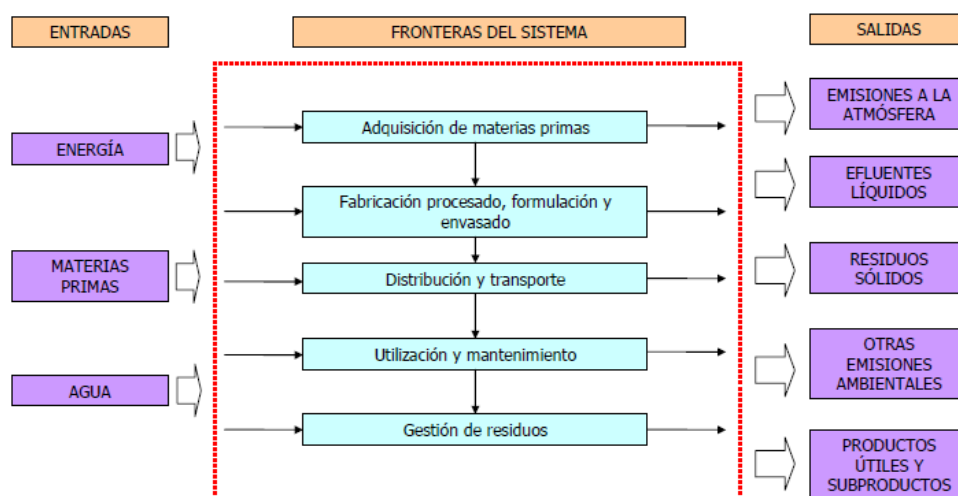 ENTRADAS
FRONTERAS DEL SISTEMA
SALIDAS
ENERGÍA
MATERIAS
PRIMAS
AGUA
Adquisición de materias primas
Fabricación procesado, formulación y
envasado
Distribución y transporte
Utilización y mantenimiento
Gestión de residuos
EMISIONES A LA
ATMÓSFERA
EFLUENTES
LÍQUIDOS
RESIDUOS
SÓLIDOS
OTRAS
EMISIONES
AMBIENTALES
PRODUCTOS
ÚTILES Y
SUBPRODUCTOS